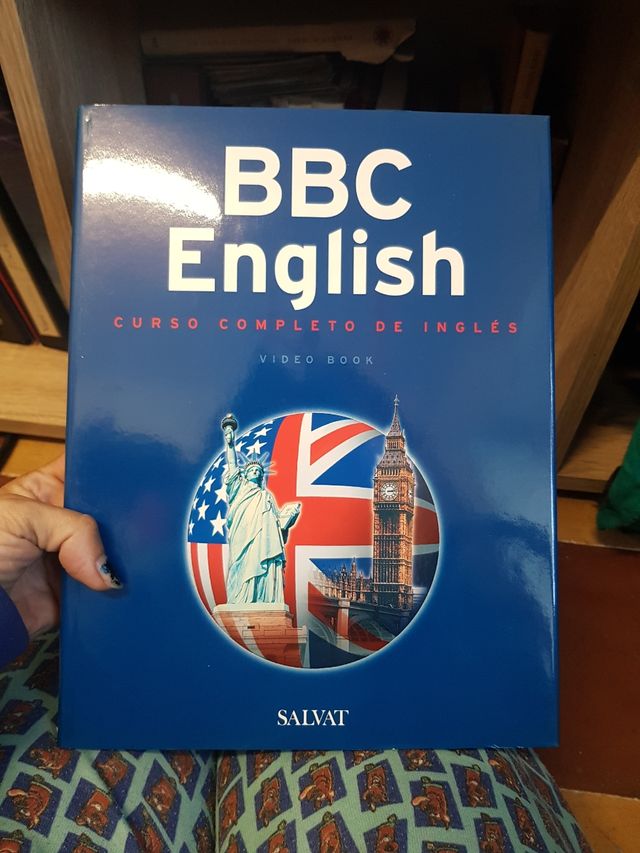 BBC
English
CURSO COMPLETO DE INGLÉS
VIDEO BOOK
SALVAT